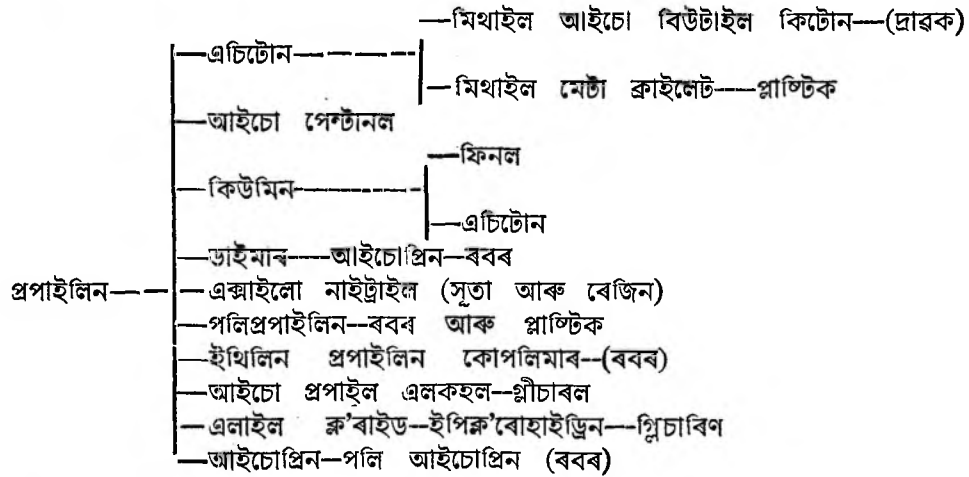 মিথাইল আইচো বিউটাইল কিটোন—(দ্ৰাৱক)
এচিটোন
মিথাইল মেটা ক্ৰাইলেট—প্লাষ্টিক
আইচো পেন্টানল
ফিনল
কিউমিন
এচিটোন
ডাইমাৰ—আইচোপ্ৰিন—ৰবৰ
প্ৰপাইলিন—এক্সাইলো নাইট্ৰাইল (সূতা আৰু ৰেজিন)
পলিপ্ৰপাইলিন—ৰবৰ আৰু প্লাষ্টিক
ইথিলিন প্ৰপাইলিন কোপলিমাৰ—(ৰবৰ)
আইচো প্ৰপাইল এলকহল—গ্লীচাৰল
এলাইল ক্ল'ৰাইড—ইপিক্ল'ৰোহাইড্ৰিন—গ্লিচাৰিণ
আইচোপ্ৰিন—পলি আইচোপ্ৰিন (ৰবৰ)